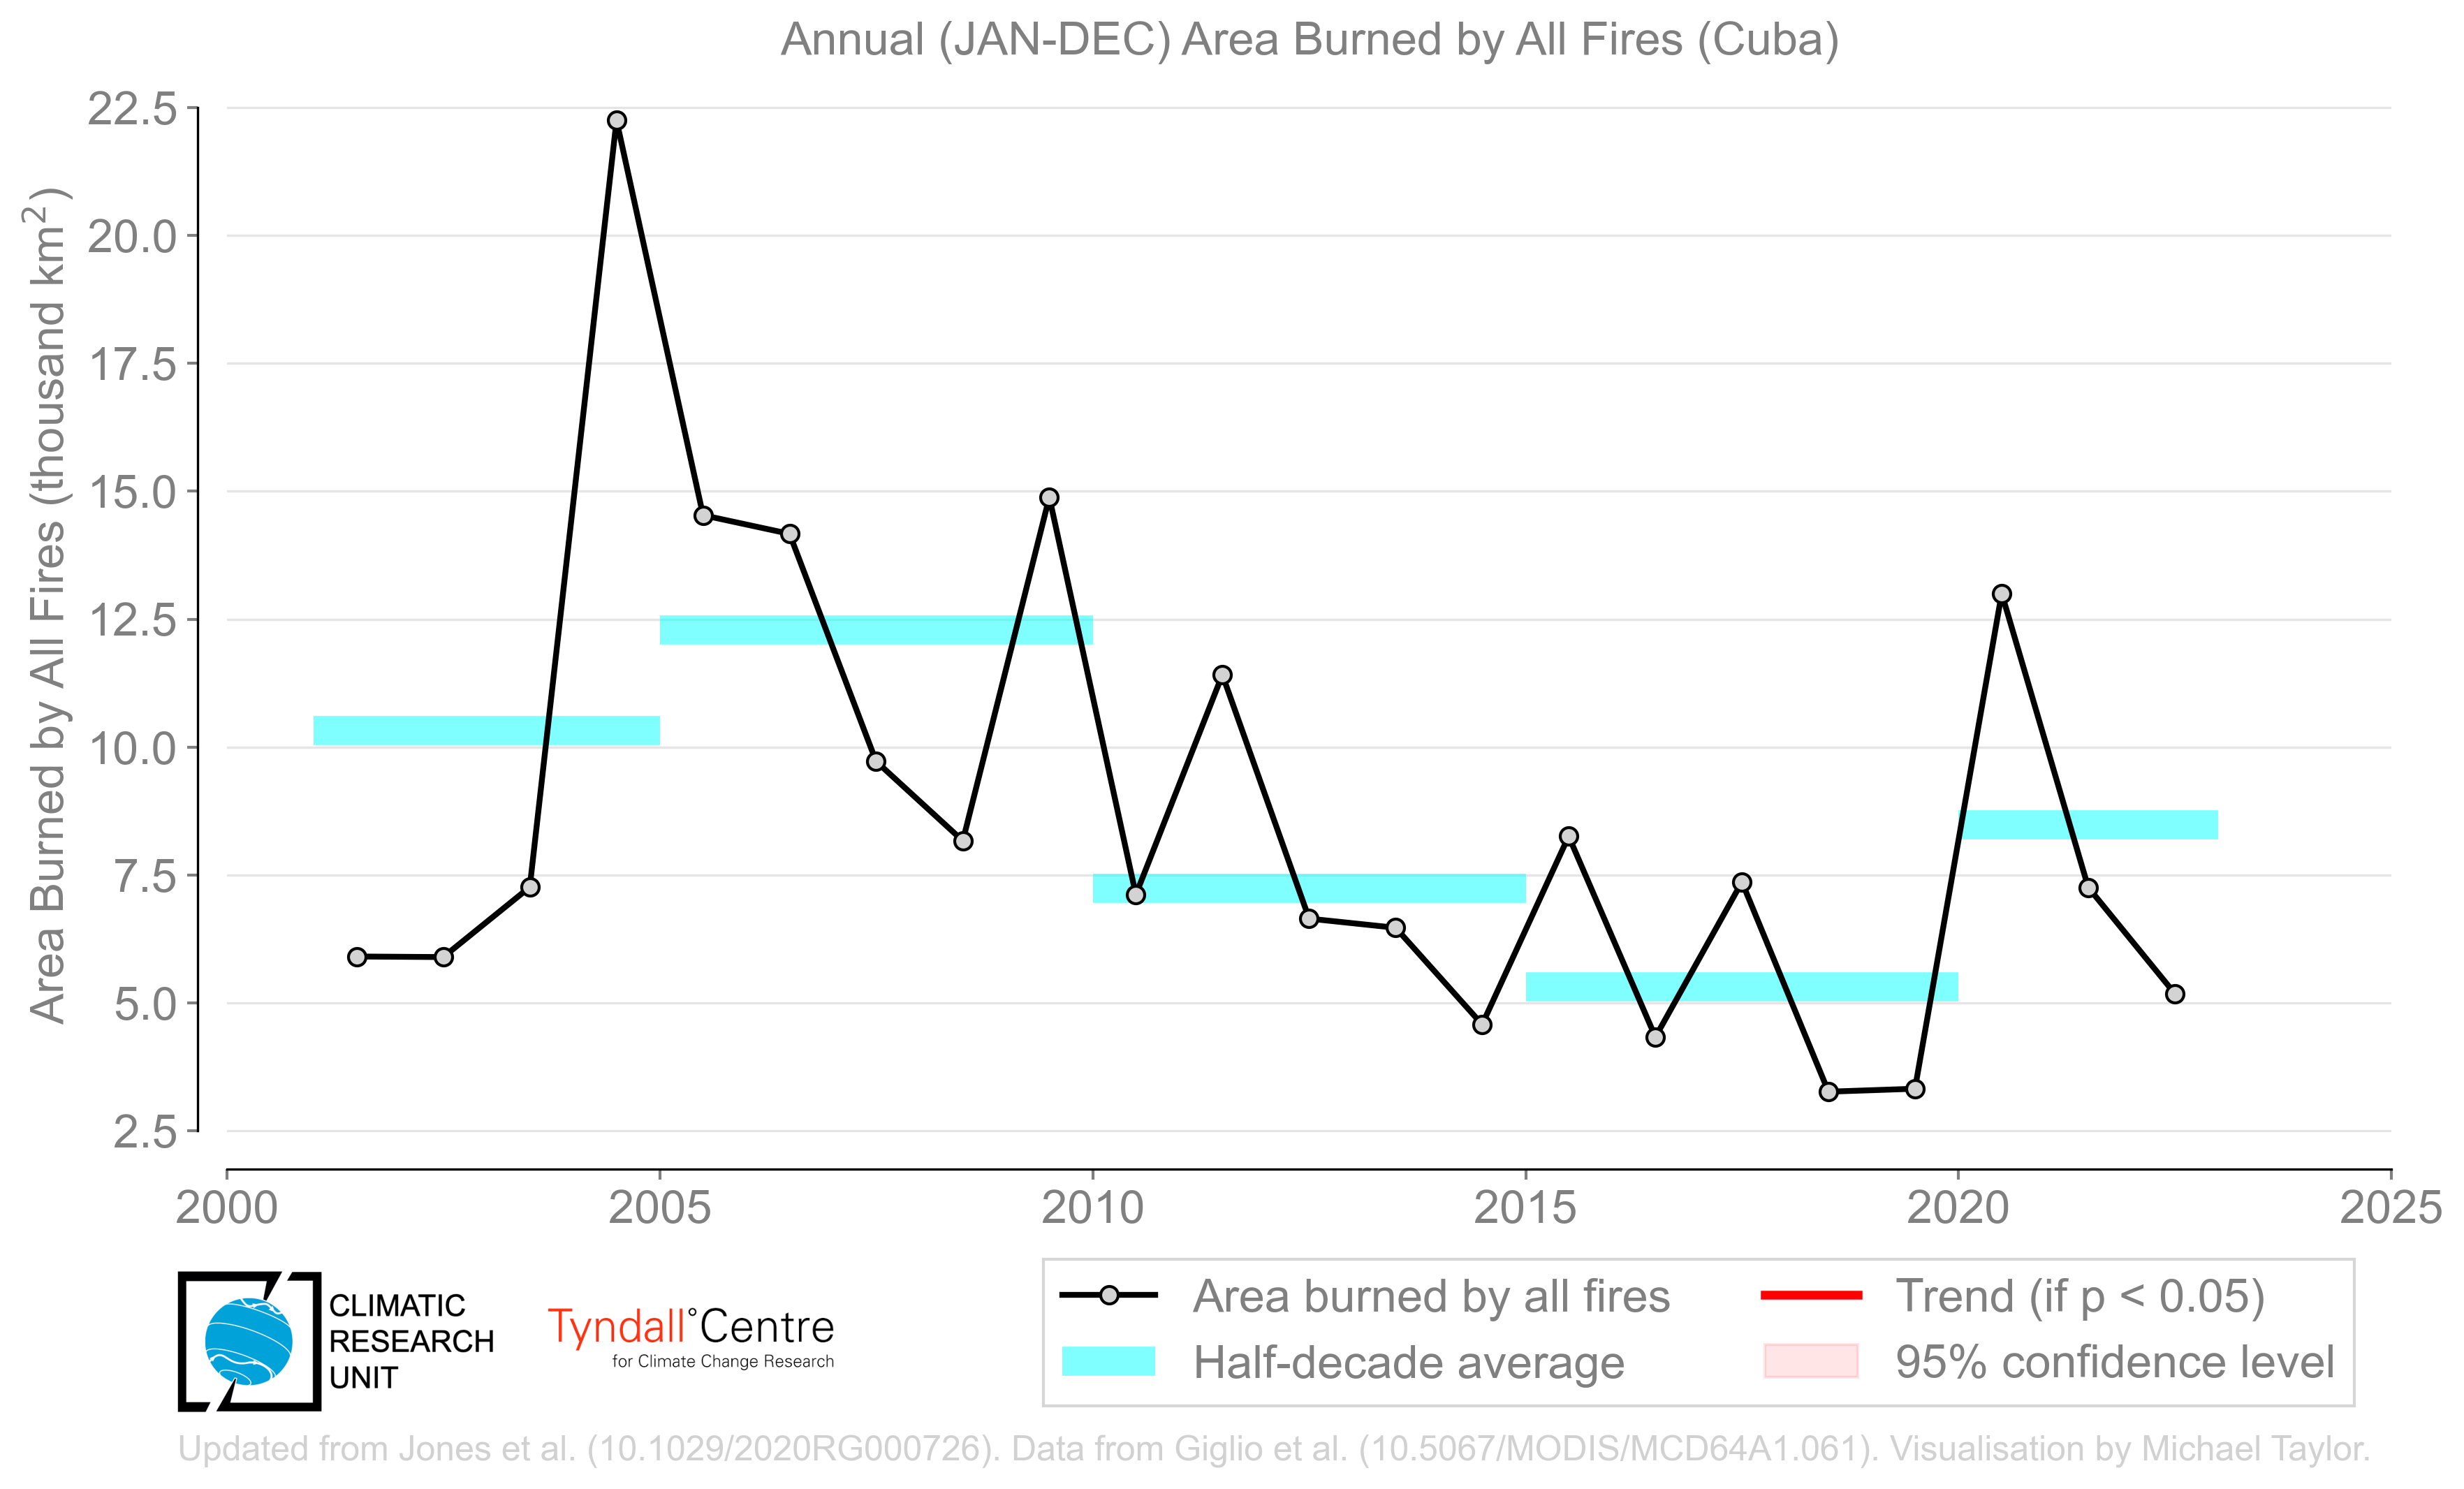 Annual (JAN-DEC) Area Burned by All Fires (Cuba)
Area Burned by All Fires (thousand km²)
22.5
20.0
17.5
15.0
12.5
10.0
7.5
5.0
2.5
2000 2005 2010 2015 2020 2025
CLIMATIC
RESEARCH
UNIT
Tyndall°Centre
for Climate Change Research
Area burned by all fires
Half-decade average
Trend (if p < 0.05)
95% confidence level
Updated from Jones et al. (10.1029/2020RG000726). Data from Giglio et al. (10.5067/MODIS/MCD64A1.061). Visualisation by Michael Taylor.